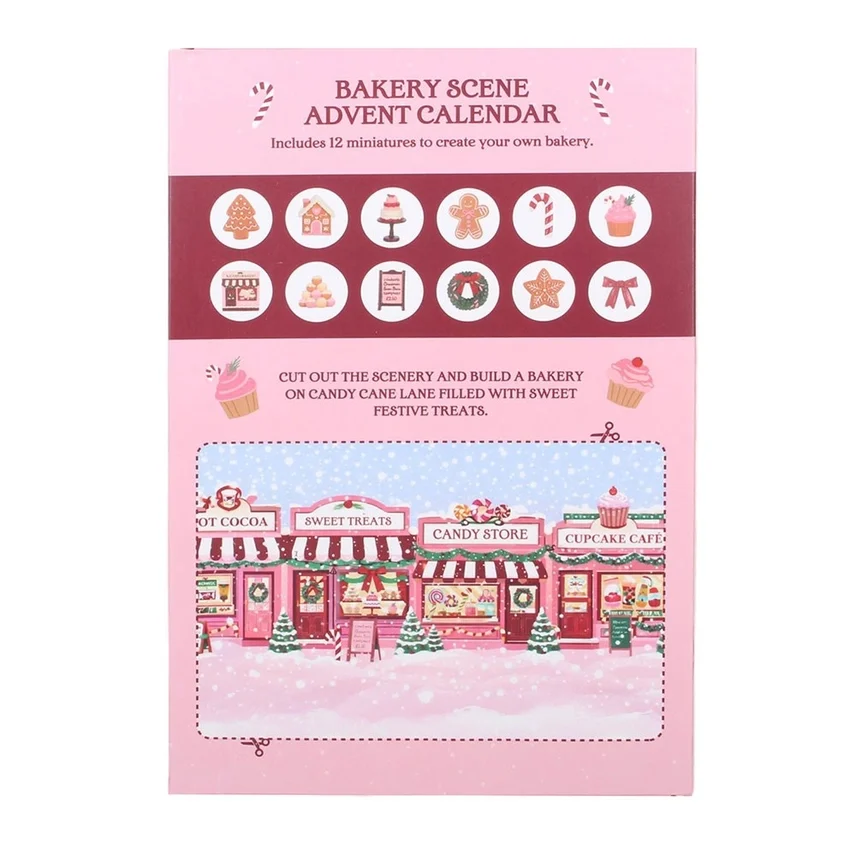 BAKERY SCENE
ADVENT CALENDAR
Includes 12 miniatures to create your own bakery.
CUT OUT THE SCENERY AND BUILD A BAKERY
ON CANDY CANE LANE FILLED WITH SWEET
FESTIVE TREATS.
OT COCOA
SWEET TREATS
CANDY STORE
CUPCAKE CAFÉ